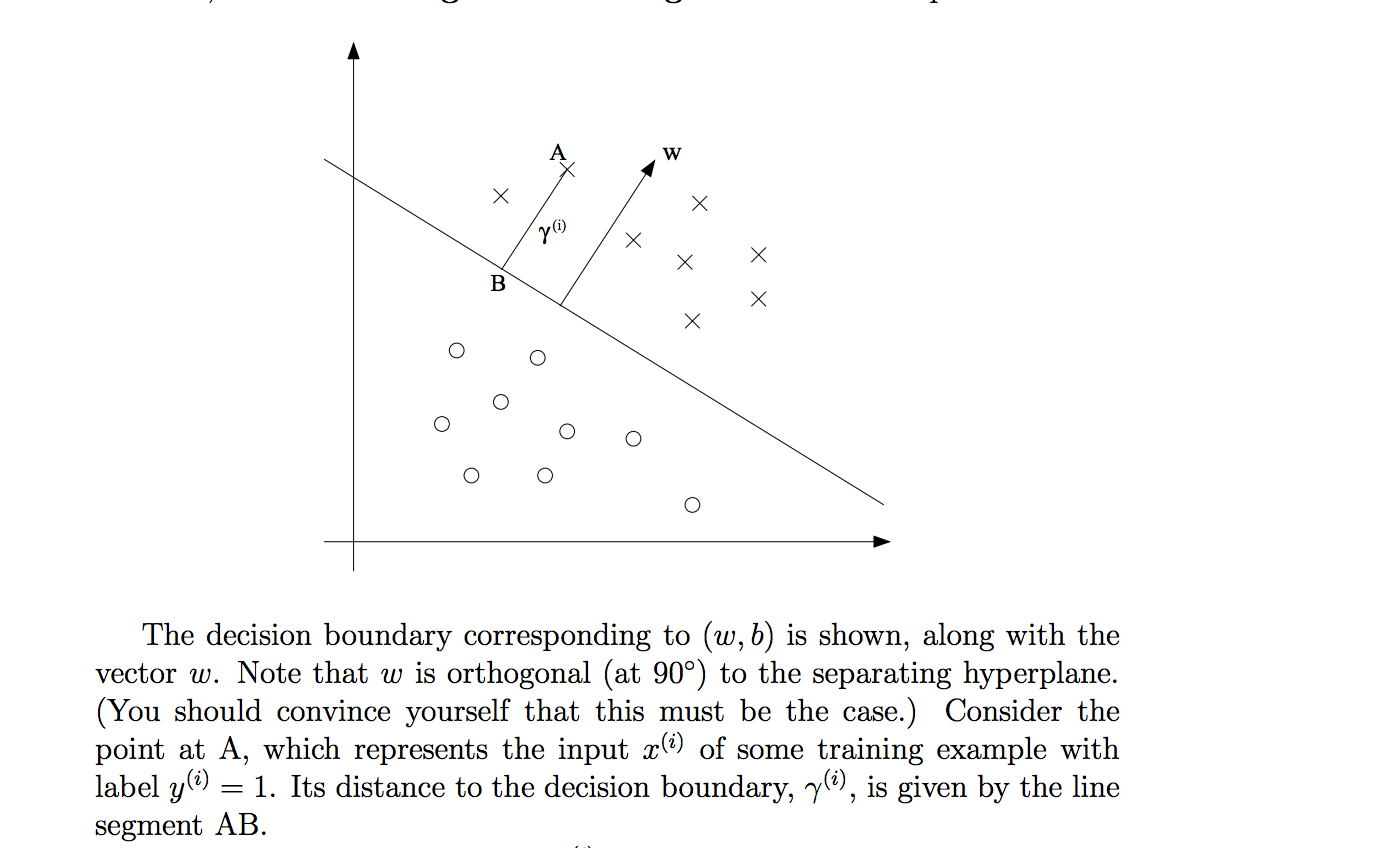 A
w
γ(i)
B
The decision boundary corresponding to (w, b) is shown, along with the
vector w. Note that w is orthogonal (at 90°) to the separating hyperplane.
(You should convince yourself that this must be the case.) Consider the
point at A, which represents the input x(i) of some training example with
label y(i) = 1. Its distance to the decision boundary, γ(i), is given by the line
segment AB.